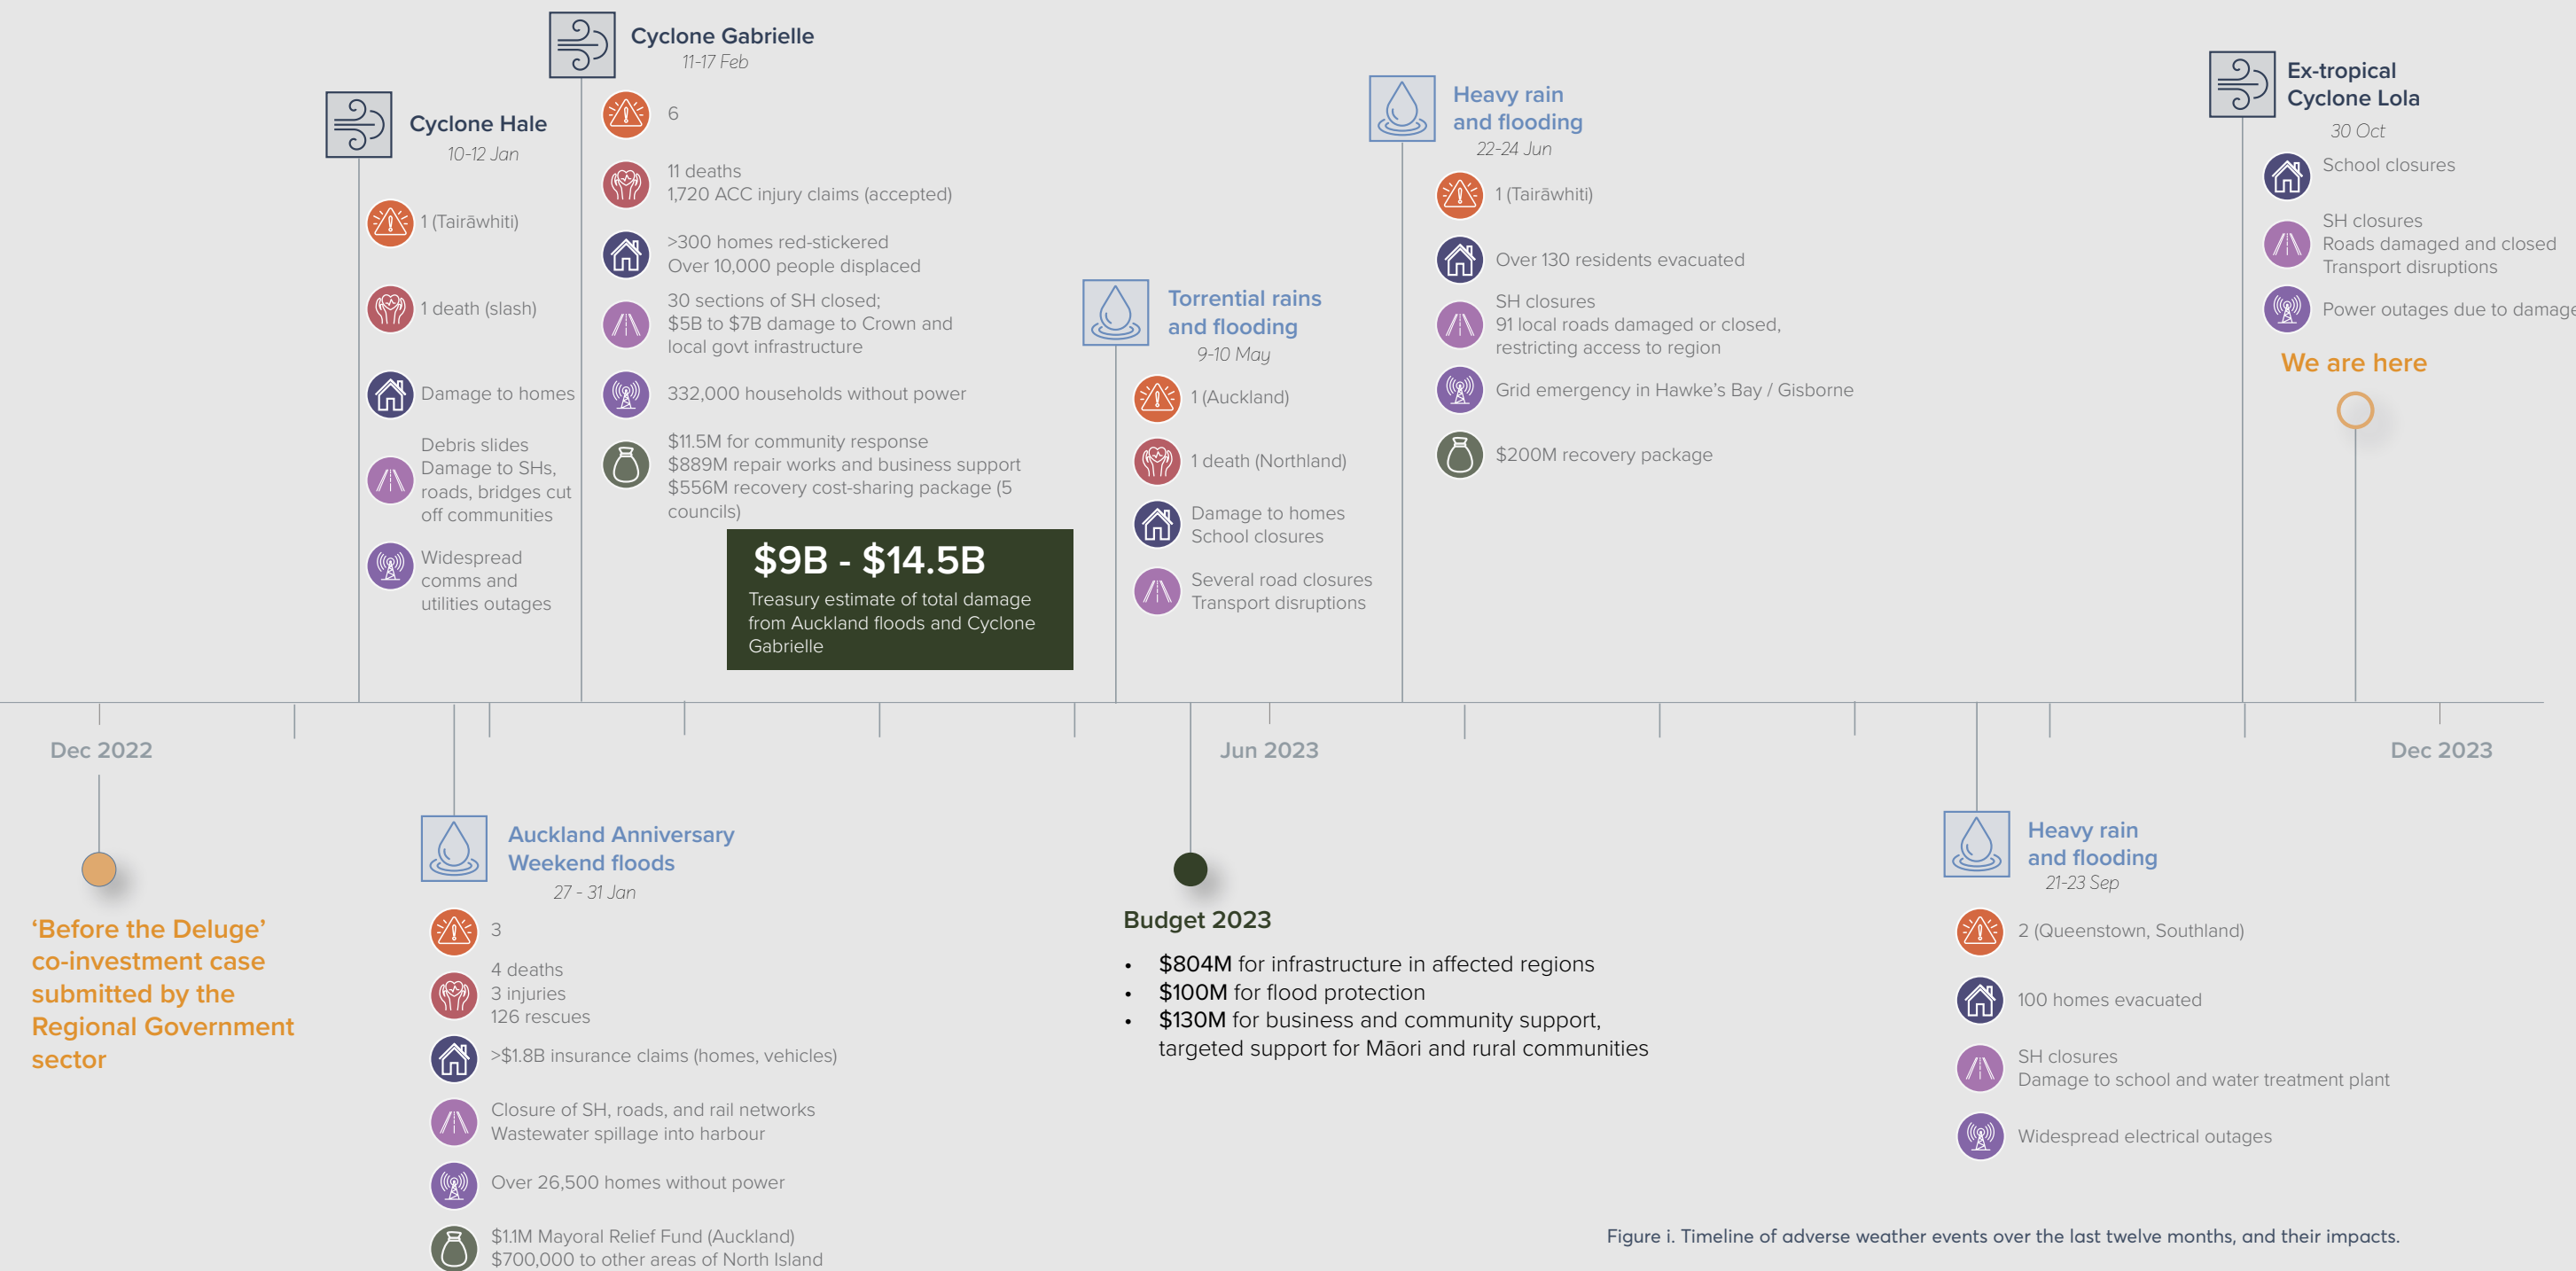 Cyclone Hale
10-12 Jan
1 (Tairāwhiti)
1 death (slash)
Damage to homes
Debris slides
Damage to SHs,
roads, bridges cut
off communities
Widespread
comms and
utilities outages
Cyclone Gabrielle
11-17 Feb
6
11 deaths
1,720 ACC injury claims (accepted)
>300 homes red-stickered
Over 10,000 people displaced
30 sections of SH closed;
$5B to $7B damage to Crown and
local govt infrastructure
332,000 households without power
$11.5M for community response
$889M repair works and business support
$556M recovery cost-sharing package (5
councils)
$9B - $14.5B
Treasury estimate of total damage
from Auckland floods and Cyclone
Gabrielle
Torrential rains
and flooding
9-10 May
1 (Auckland)
1 death (Northland)
Damage to homes
School closures
Several road closures
Transport disruptions
Heavy rain
and flooding
22-24 Jun
1 (Tairāwhiti)
Over 130 residents evacuated
SH closures
91 local roads damaged or closed,
restricting access to region
Grid emergency in Hawke's Bay / Gisborne
$200M recovery package
Ex-tropical
Cyclone Lola
30 Oct
School closures
SH closures
Roads damaged and closed
Transport disruptions
Power outages due to damage
We are here
Dec 2022
Jun 2023
Dec 2023
‘Before the Deluge’
co-investment case
submitted by the
Regional Government
sector
Auckland Anniversary
Weekend floods
27 - 31 Jan
3
4 deaths
3 injuries
126 rescues
>$1.8B insurance claims (homes, vehicles)
Closure of SH, roads, and rail networks
Wastewater spillage into harbour
Over 26,500 homes without power
$1.1M Mayoral Relief Fund (Auckland)
$700,000 to other areas of North Island
Budget 2023
• $804M for infrastructure in affected regions
• $100M for flood protection
• $130M for business and community support,
targeted support for Māori and rural communities
Heavy rain
and flooding
21-23 Sep
2 (Queenstown, Southland)
100 homes evacuated
SH closures
Damage to school and water treatment plant
Widespread electrical outages
Figure i. Timeline of adverse weather events over the last twelve months, and their impacts.